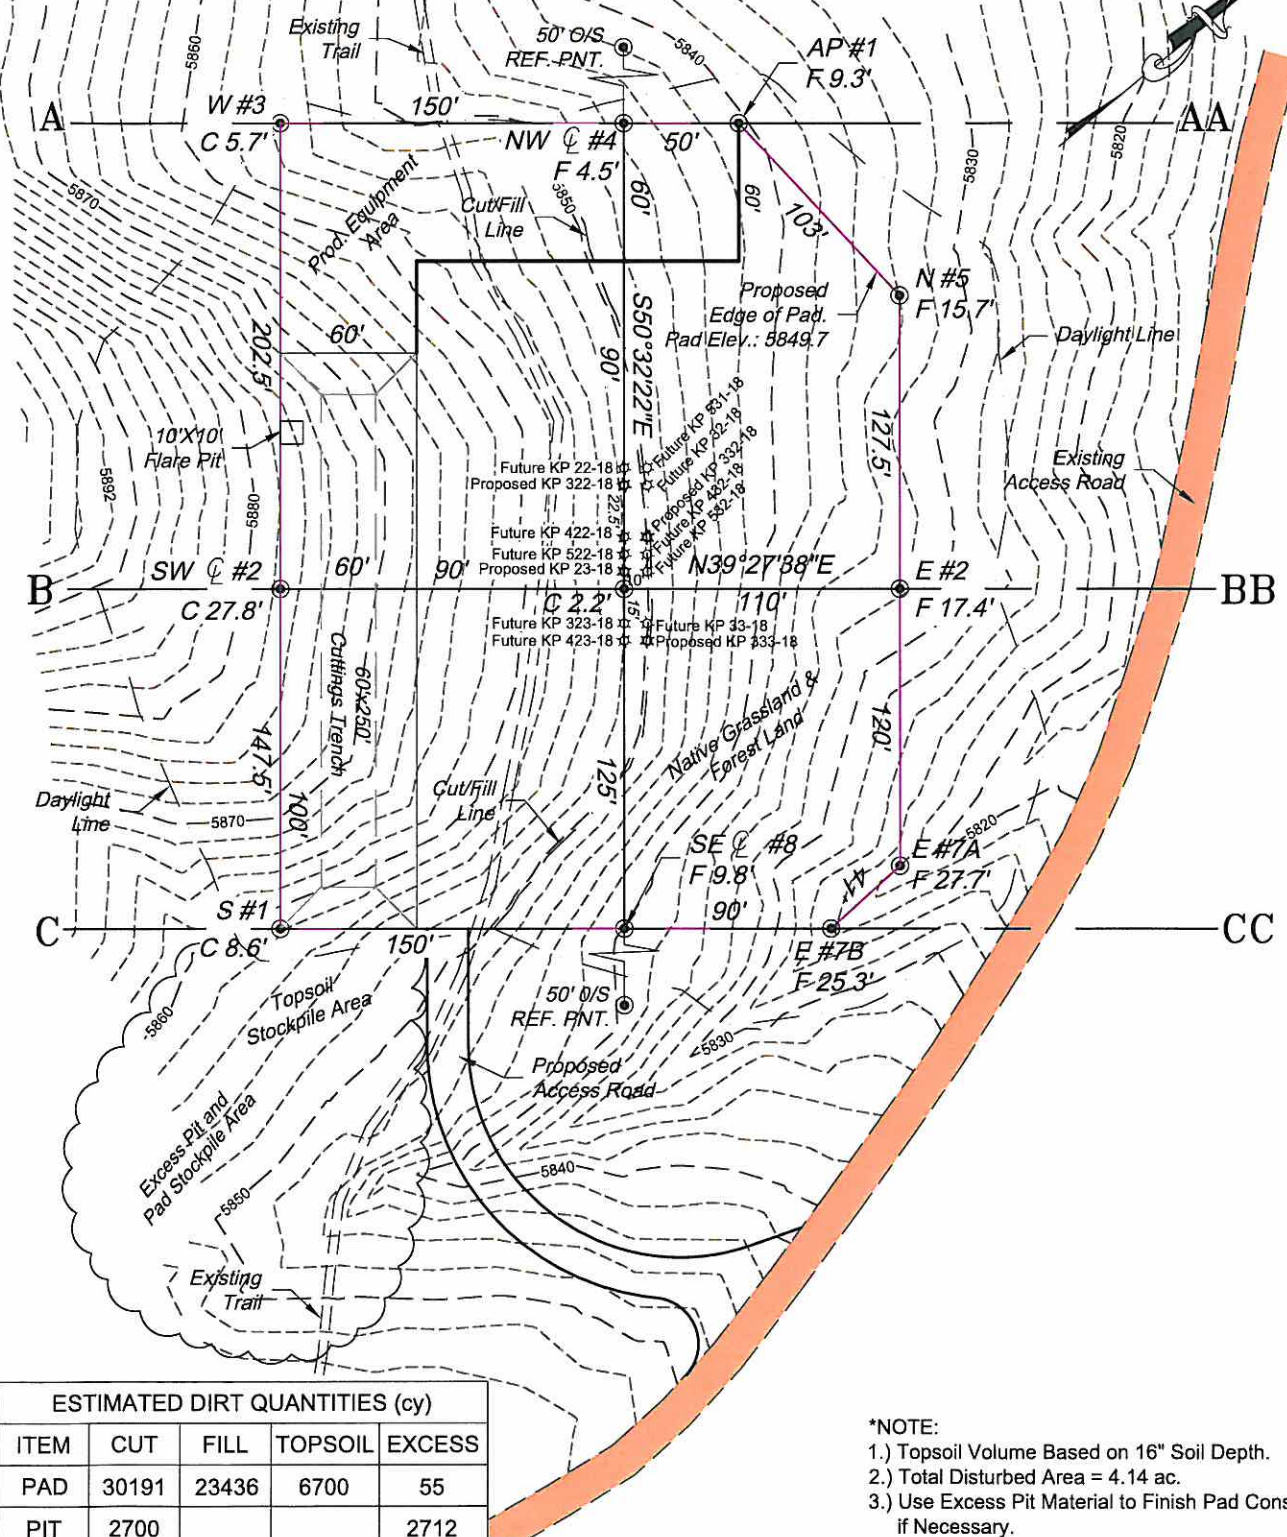 Existing
Trail
50' O/S
REF. PNT.
5860
5840
AP #1
F 9.3'
W #3
150'
A
AA
C 5.7'
NW ℄ #4
50'
F 4.5'
5820
5830
5870
Prod. Equipment
Area
Cut/Fill
Line
5850
60'
60'
103'
N #5
F 15.7'
Proposed
Edge of Pad.
Pad Elev.: 5849.7
Daylight Line
202.5'
60'
S50°32'22"E
90'
10'X10'
Flare Pit
5892
5880
127.5'
Existing
Access Road
Future KP 22-18
Proposed KP 322-18
Future KP 531-18
Future KP 32-18
Proposed KP 332-18
Future KP 432-18
Future KP 532-18
22.5'
Future KP 422-18
Future KP 522-18
Proposed KP 23-18
SW ℄ #2
60'
90'
N39°27'38"E
10'
E #2
B
BB
C 27.8'
C 2.2'
15'
110'
F 17.4'
Future KP 323-18
Future KP 33-18
Future KP 423-18
Proposed KP 333-18
Cuttings Trench
60'X250'
Native Grassland &
Forest Land
120'
147.5'
125'
Daylight
Line
5870
100'
Cut/Fill
Line
SE ℄ #8
F 9.8'
5820
E #7A
F 27.7'
41'
S #1
90'
C
CC
C 8.6'
150'
E #7B
F 25.3'
Topsoil
Stockpile Area
50' O/S
REF. PNT.
5860
5830
Proposed
Access Road
Excess Pit and
Pad Stockpile Area
5840
5850
Existing
Trail
ESTIMATED DIRT QUANTITIES (cy)
ITEM CUT FILL TOPSOIL EXCESS
PAD 30191 23436 6700 55
PIT 2700 2712
*NOTE:
1.) Topsoil Volume Based on 16" Soil Depth.
2.) Total Disturbed Area = 4.14 ac.
3.) Use Excess Pit Material to Finish Pad Cons
if Necessary.